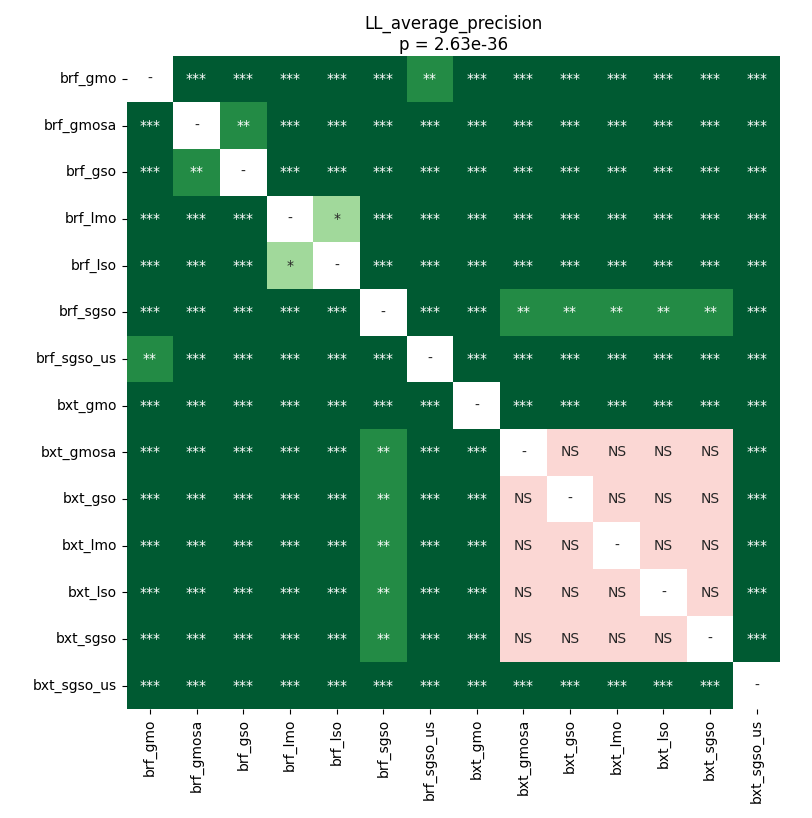 LL_average_precision
p = 2.63e-36
brf_gmo - *** *** *** *** *** ** *** *** *** *** *** *** ***
brf_gmosa *** - ** *** *** *** *** *** *** *** *** *** *** ***
brf_gso *** ** - *** *** *** *** *** *** *** *** *** *** ***
brf_lmo *** *** *** - * *** *** *** *** *** *** *** *** ***
brf_lso *** *** *** * - *** *** *** *** *** *** *** *** ***
brf_sgso *** *** *** *** *** - *** *** ** ** ** ** ** ***
brf_sgso_us ** *** *** *** *** *** - *** *** *** *** *** *** ***
bxt_gmo *** *** *** *** *** *** *** - *** *** *** *** *** ***
bxt_gmosa *** *** *** *** *** ** *** *** - NS NS NS NS ***
bxt_gso *** *** *** *** *** ** *** *** NS - NS NS NS ***
bxt_lmo *** *** *** *** *** ** *** *** NS NS - NS NS ***
bxt_lso *** *** *** *** *** ** *** *** NS NS NS - NS ***
bxt_sgso *** *** *** *** *** ** *** *** NS NS NS NS - ***
bxt_sgso_us *** *** *** *** *** *** *** *** *** *** *** *** *** -
brf_gmo brf_gmosa brf_gso brf_lmo brf_lso brf_sgso brf_sgso_us bxt_gmo bxt_gmosa bxt_gso bxt_lmo bxt_lso bxt_sgso bxt_sgso_us